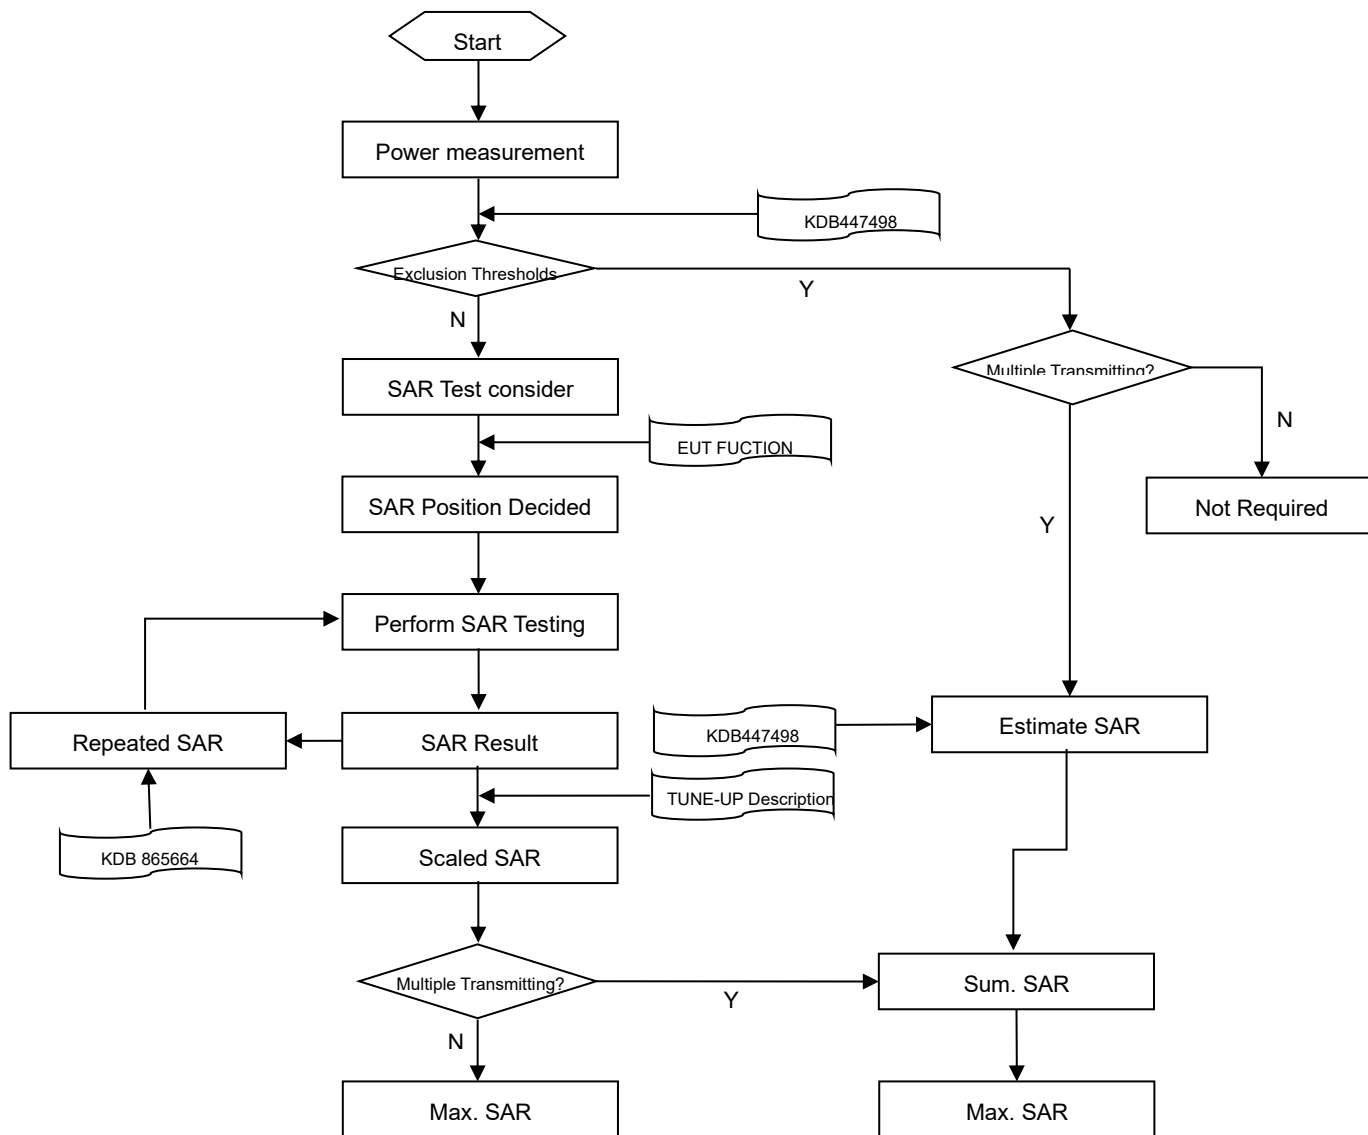 Start
Power measurement
KDB447498
Exclusion Thresholds
Y
N
Multiple Transmitting?
SAR Test consider
N
EUT FUCTION
SAR Position Decided
Not Required
Y
Perform SAR Testing
Repeated SAR
SAR Result
KDB447498
Estimate SAR
TUNE-UP Description
KDB 865664
Scaled SAR
Multiple Transmitting?
Y
Sum. SAR
N
Max. SAR
Max. SAR